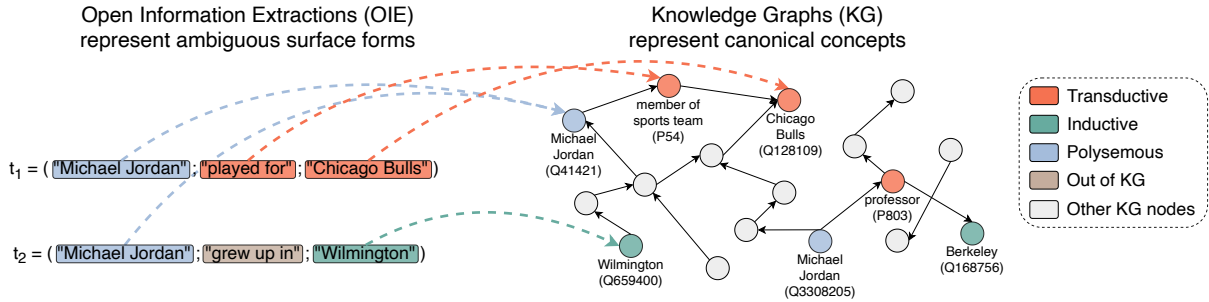 Open Information Extractions (OIE)
represent ambiguous surface forms
Knowledge Graphs (KG)
represent canonical concepts
t1 = ( "Michael Jordan" ; "played for" ; "Chicago Bulls" )
t2 = ( "Michael Jordan" ; "grew up in" ; "Wilmington" )
member of
sports team
(P54)
Chicago
Bulls
(Q128109)
Michael
Jordan
(Q41421)
professor
(P803)
Wilmington
(Q659400)
Michael
Jordan
(Q3308205)
Berkeley
(Q168756)
Transductive
Inductive
Polysemous
Out of KG
Other KG nodes